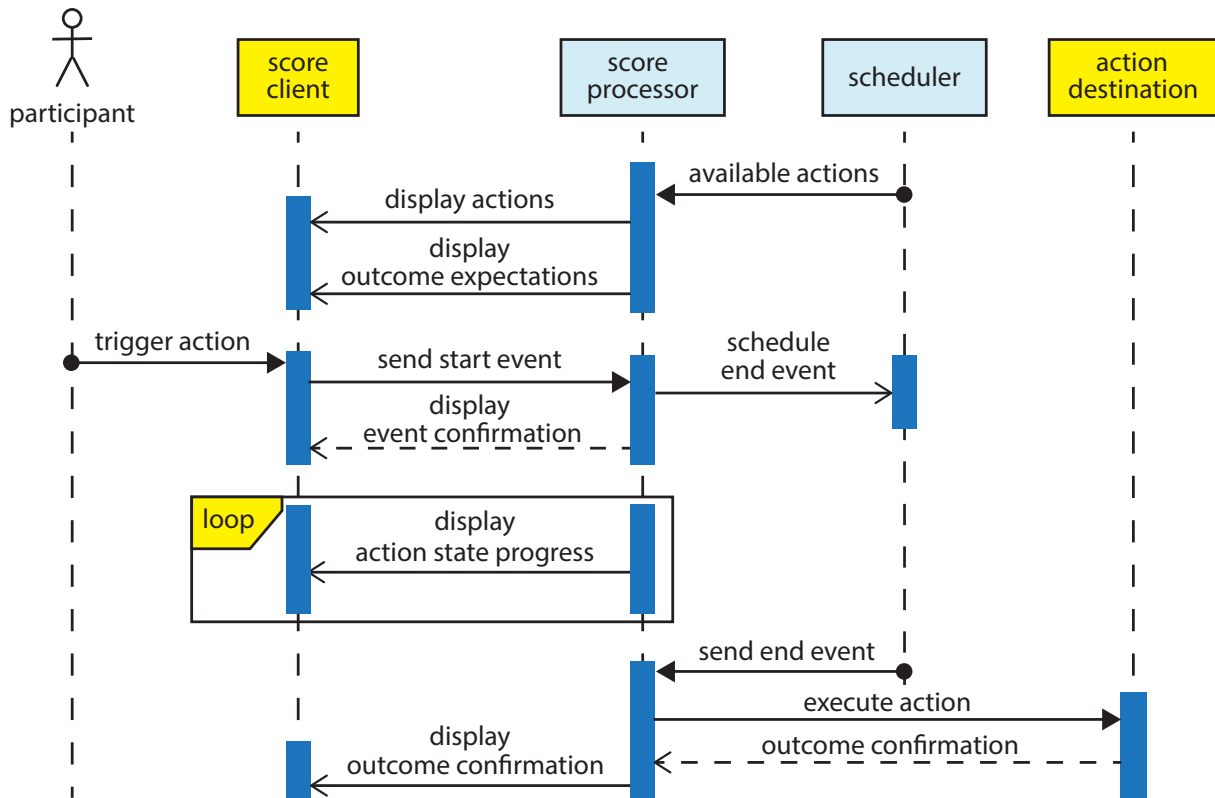 participant
score
client
score
processor
scheduler
action
destination
available actions
display actions
display
outcome expectations
trigger action
send start event
schedule
end event
display
event confirmation
loop
display
action state progress
send end event
execute action
outcome confirmation
display
outcome confirmation